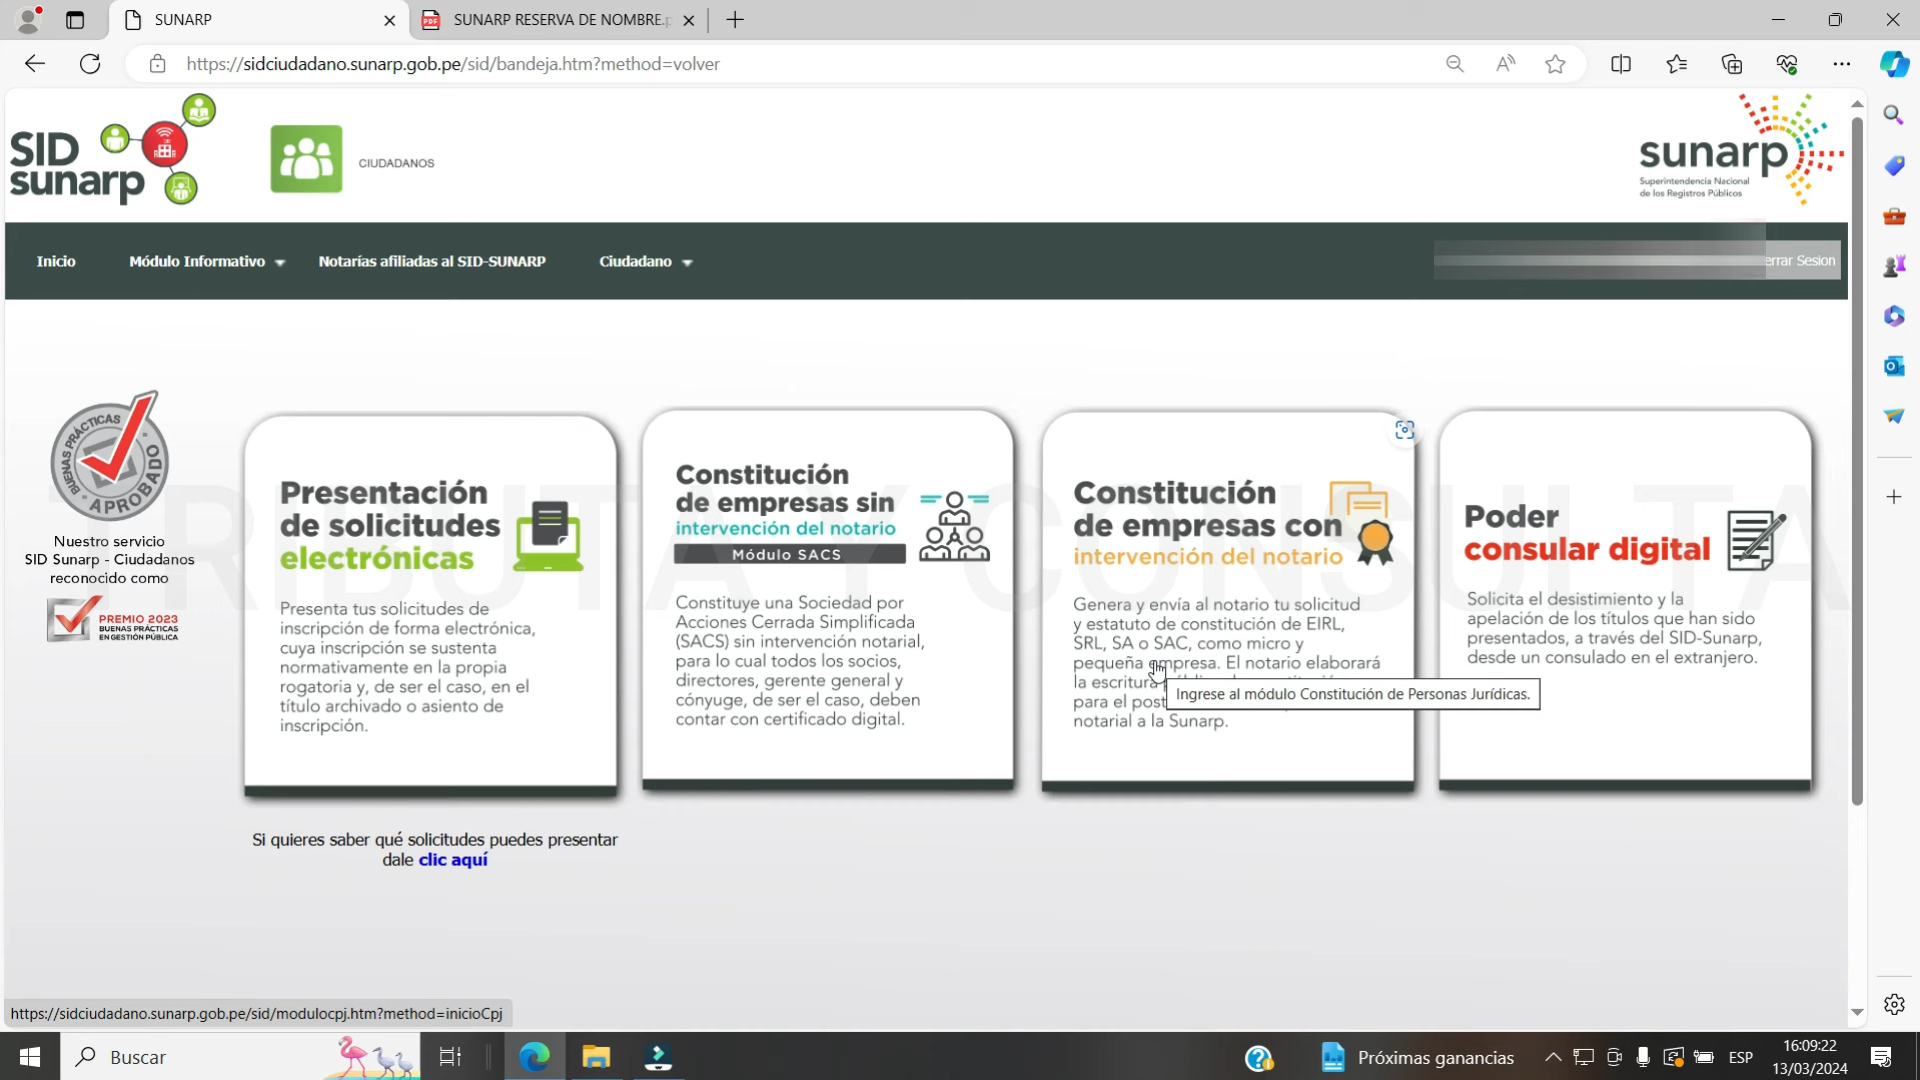 SUNARP
SUNARP RESERVA DE NOMBRE.p
https://sidciudadano.sunarp.gob.pe/sid/bandeja.htm?method=volver
SID
sunarp
CIUDADANOS
sunarp
Superintendencia Nacional
de los Registros Públicos
Inicio
Módulo Informativo
Notarías afiliadas al SID-SUNARP
Ciudadano
errar Sesion
BUENAS PRÁCTICAS
APROBADO
Nuestro servicio
SID Sunarp - Ciudadanos
reconocido como
PREMIO 2023
BUENAS PRÁCTICAS
EN GESTIÓN PÚBLICA
TRIBUTA Y CONSULTA
Presentación
de solicitudes
electrónicas
Presenta tus solicitudes de
inscripción de forma electrónica,
cuya inscripción se sustenta
normativamente en la propia
rogatoria y, de ser el caso, en el
título archivado o asiento de
inscripción.
Constitución
de empresas sin
intervención del notario
Módulo SACS
Constituye una Sociedad por
Acciones Cerrada Simplificada
(SACS) sin intervención notarial,
para lo cual todos los socios,
directores, gerente general y
cónyuge, de ser el caso, deben
contar con certificado digital.
Constitución
de empresas con
intervención del notario
Genera y envía al notario tu solicitud
y estatuto de constitución de EIRL,
SRL, SA o SAC, como micro y
pequeña empresa. El notario elaborará
la escritura
para el post
notarial a la Sunarp.
Ingrese al módulo Constitución de Personas Jurídicas.
Poder
consular digital
Solicita el desistimiento y la
apelación de los títulos que han sido
presentados, a través del SID-Sunarp,
desde un consulado en el extranjero.
Si quieres saber qué solicitudes puedes presentar
dale clic aquí
https://sidciudadano.sunarp.gob.pe/sid/modulocpj.htm?method=inicioCpj
Buscar
Próximas ganancias
ESP
16:09:22
13/03/2024